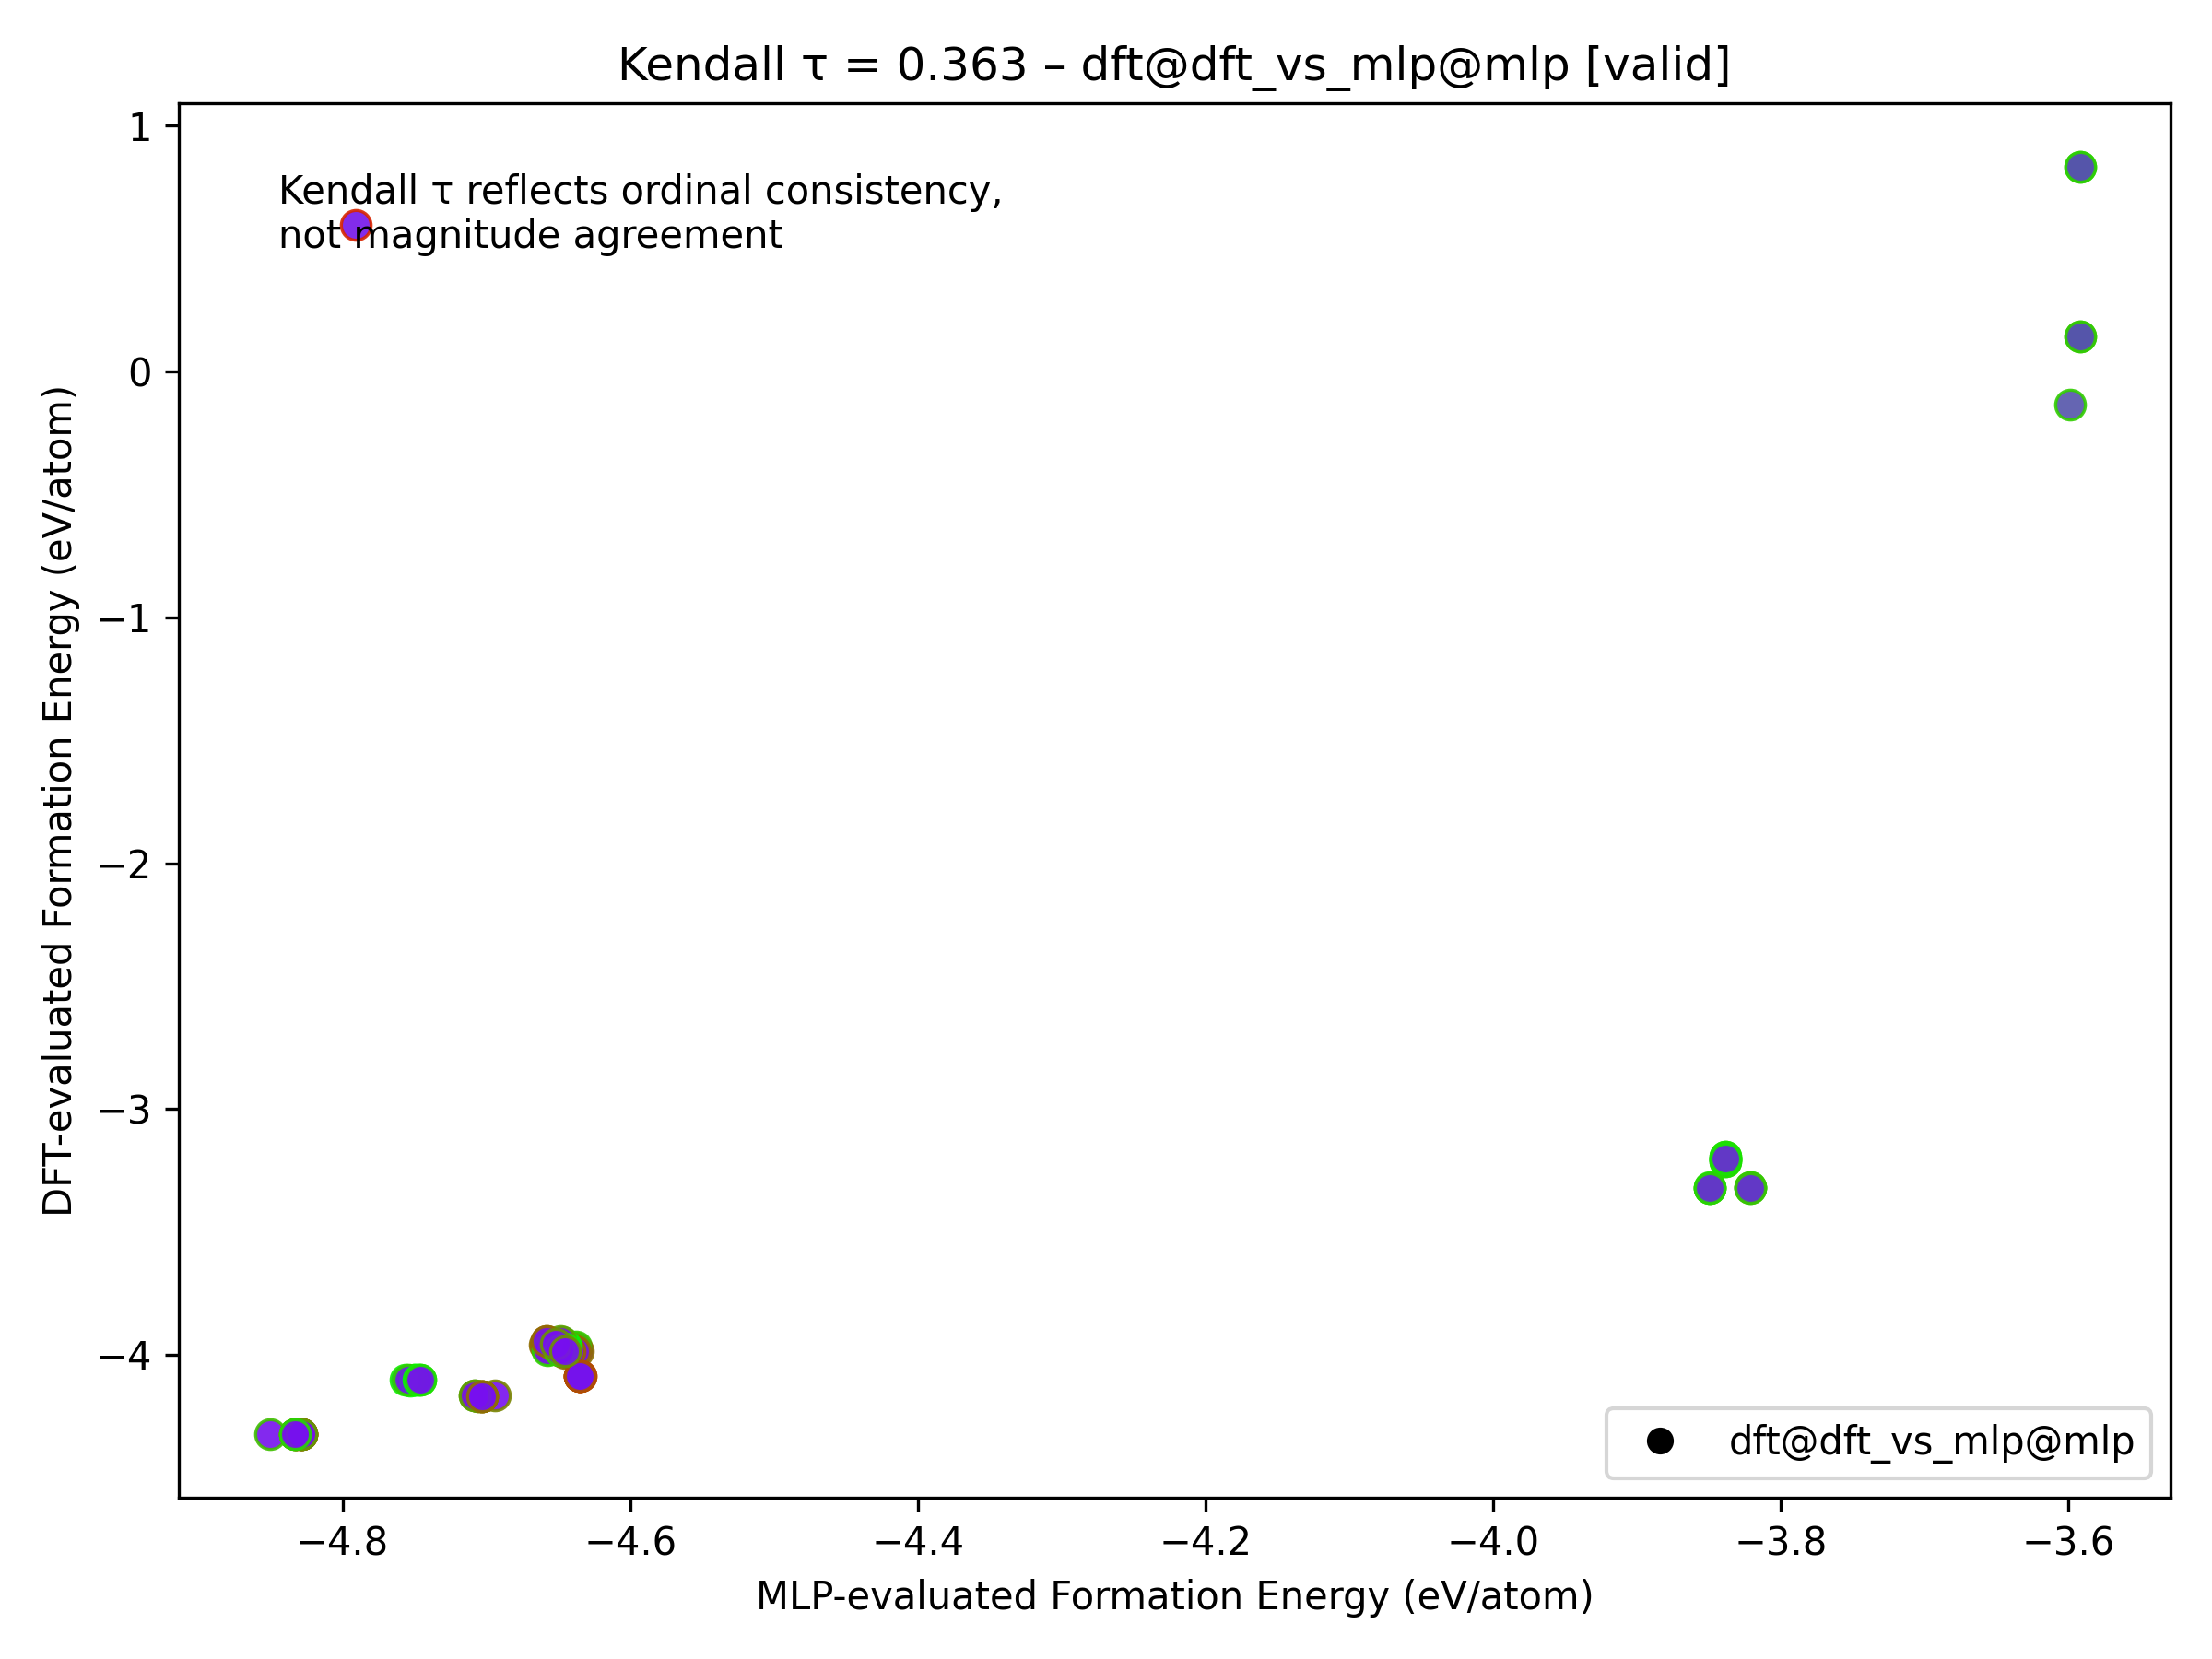 Kendall τ = 0.363 – dft@dft_vs_mlp@mlp [valid]
1
Kendall τ reflects ordinal consistency,
not magnitude agreement
0
−1
−2
−3
−4
DFT-evaluated Formation Energy (eV/atom)
dft@dft_vs_mlp@mlp
−4.8 −4.6 −4.4 −4.2 −4.0 −3.8 −3.6
MLP-evaluated Formation Energy (eV/atom)